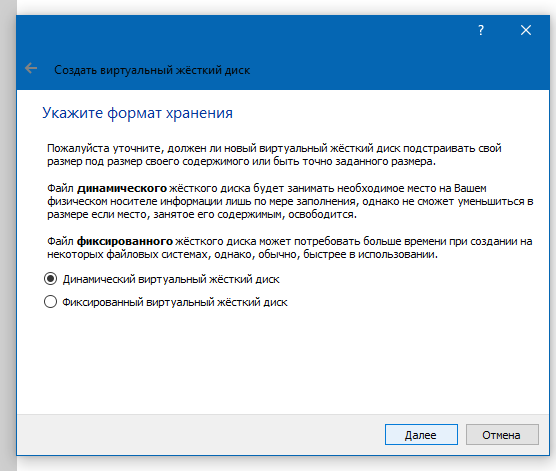 ?
Создать виртуальный жёсткий диск
Укажите формат хранения
Пожалуйста уточните, должен ли новый виртуальный жёсткий диск подстраивать свой
размер под размер своего содержимого или быть точно заданного размера.
Файл динамического жёсткого диска будет занимать необходимое место на Вашем
физическом носителе информации лишь по мере заполнения, однако не сможет уменьшиться в
размере если место, занятое его содержимым, освободится.
Файл фиксированного жёсткого диска может потребовать больше времени при создании на
некоторых файловых системах, однако, обычно, быстрее в использовании.
Динамический виртуальный жёсткий диск
Фиксированный виртуальный жёсткий диск
Далее
Отмена